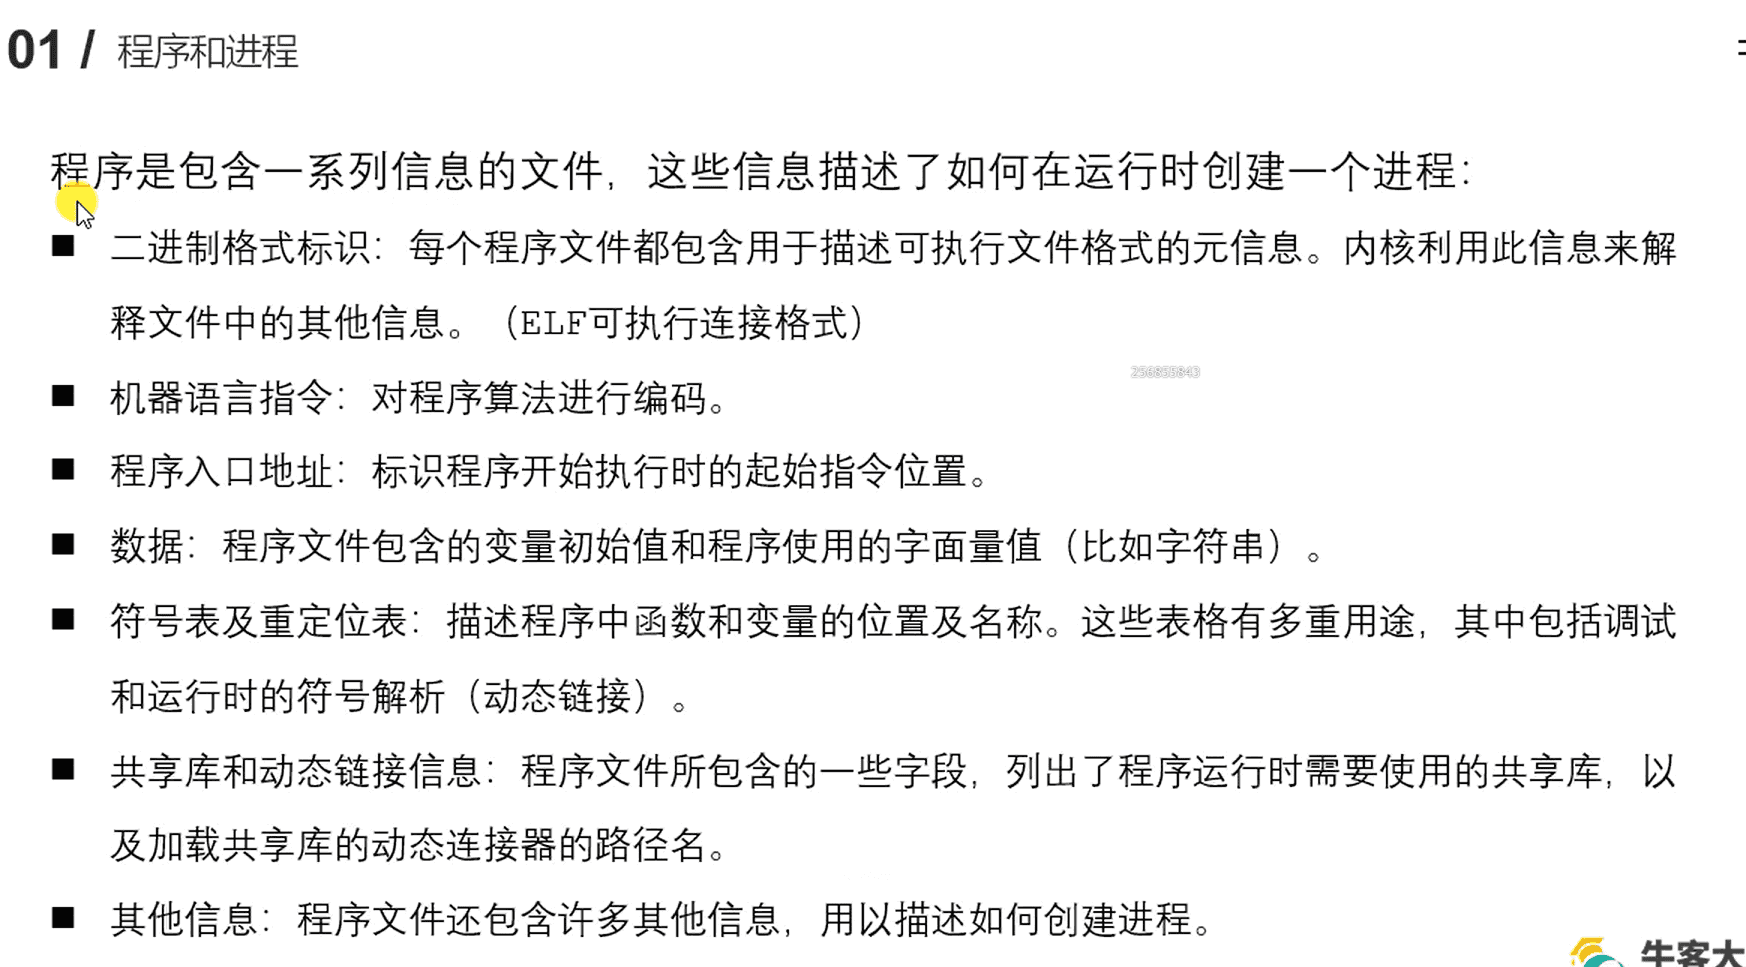 01 / 程序和进程
程序是包含一系列信息的文件，这些信息描述了如何在运行时创建一个进程：
■ 二进制格式标识：每个程序文件都包含用于描述可执行文件格式的元信息。内核利用此信息来解
释文件中的其他信息。（ELF可执行连接格式）
256855843
■ 机器语言指令：对程序算法进行编码。
■ 程序入口地址：标识程序开始执行时的起始指令位置。
■ 数据：程序文件包含的变量初始值和程序使用的字面量值（比如字符串）。
■ 符号表及重定位表：描述程序中函数和变量的位置及名称。这些表格有多重用途，其中包括调试
和运行时的符号解析（动态链接）。
■ 共享库和动态链接信息：程序文件所包含的一些字段，列出了程序运行时需要使用的共享库，以
及加载共享库的动态连接器的路径名。
■ 其他信息：程序文件还包含许多其他信息，用以描述如何创建进程。
牛客大